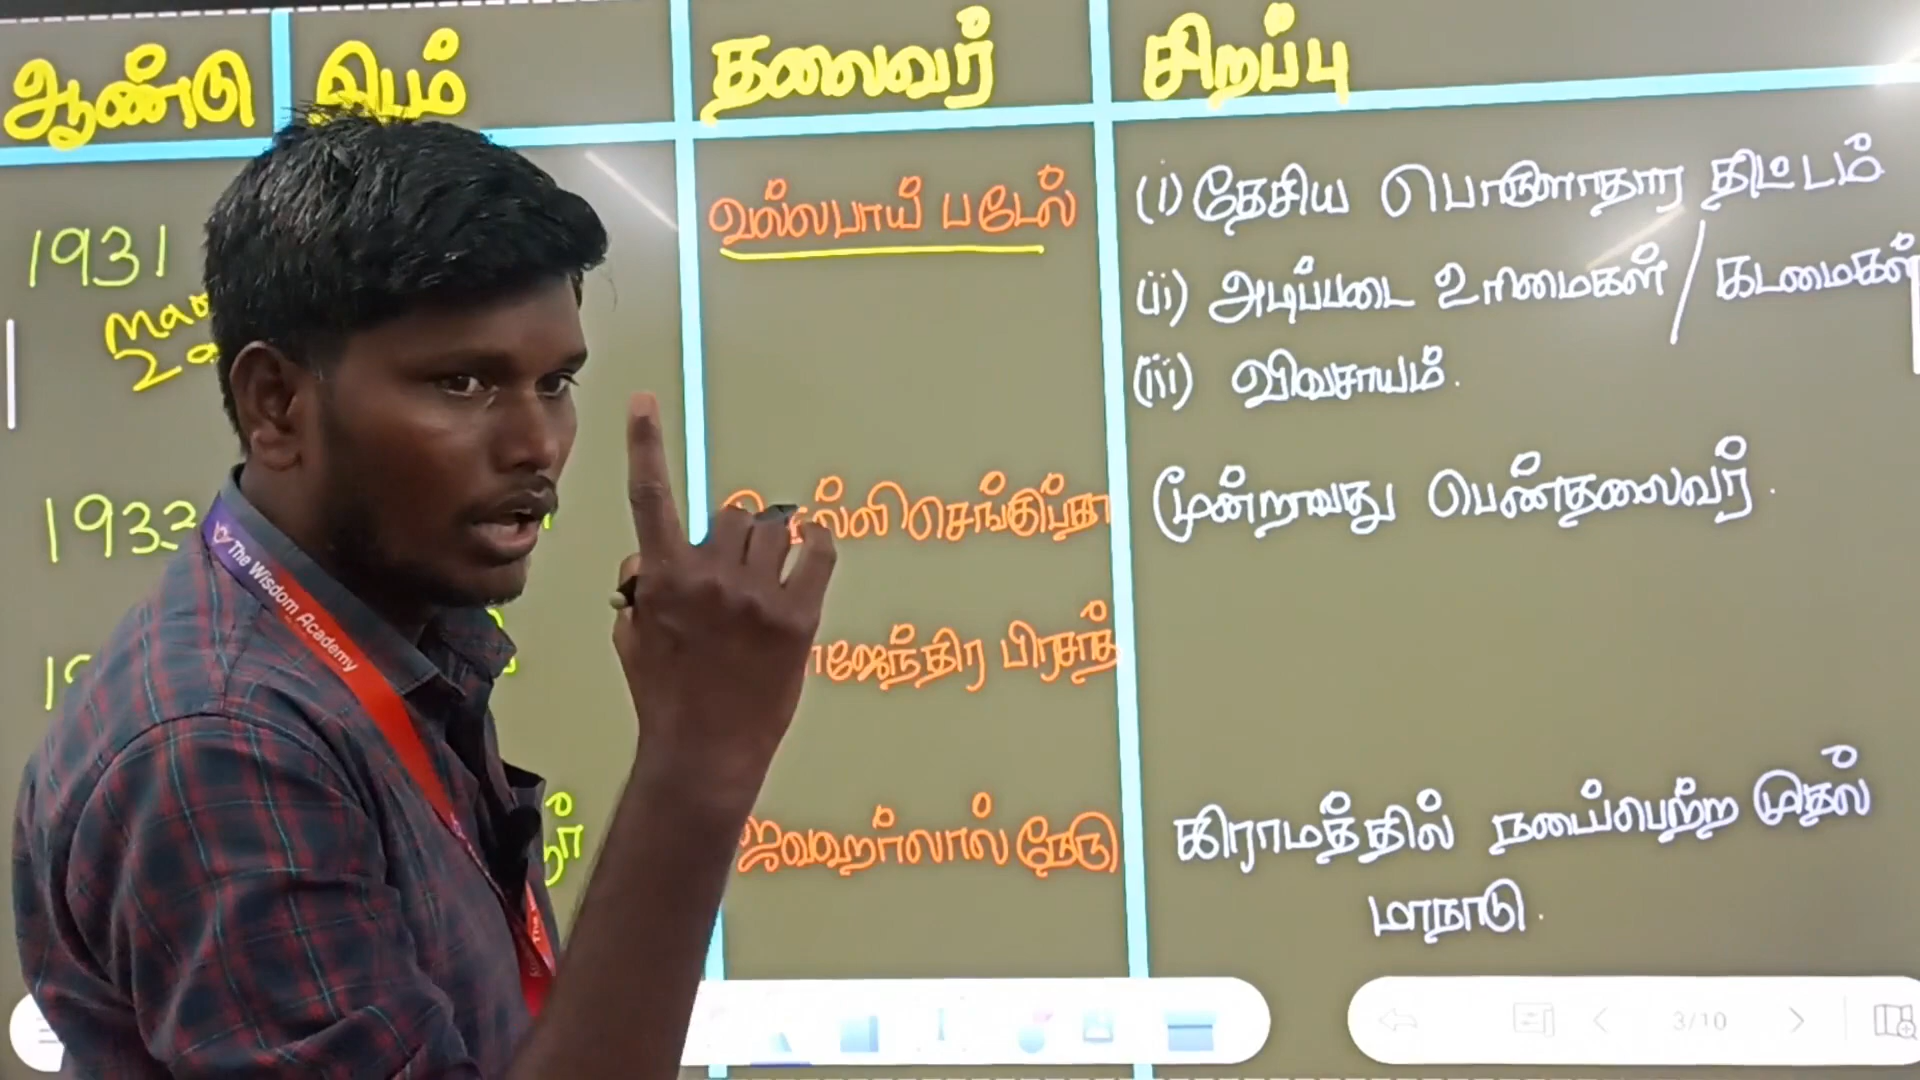 ஆண்டு இடம் தலைவர் சிறப்பு
1931 வல்லபாய் படேல் (i) தேசிய பொருளாதார திட்டம்
(ii) அடிப்படை உரிமைகள் / கடமைகள்
(iii) விவசாயம்.
1933 செங்குப்தா மூன்றாவது பெண்தலைவர்.
பிரசாத்
ஜவஹர்லால் நேரு கிராமத்தில் நடைப்பெற்ற முதல்
மாநாடு.
The Wisdom Academy
3/10